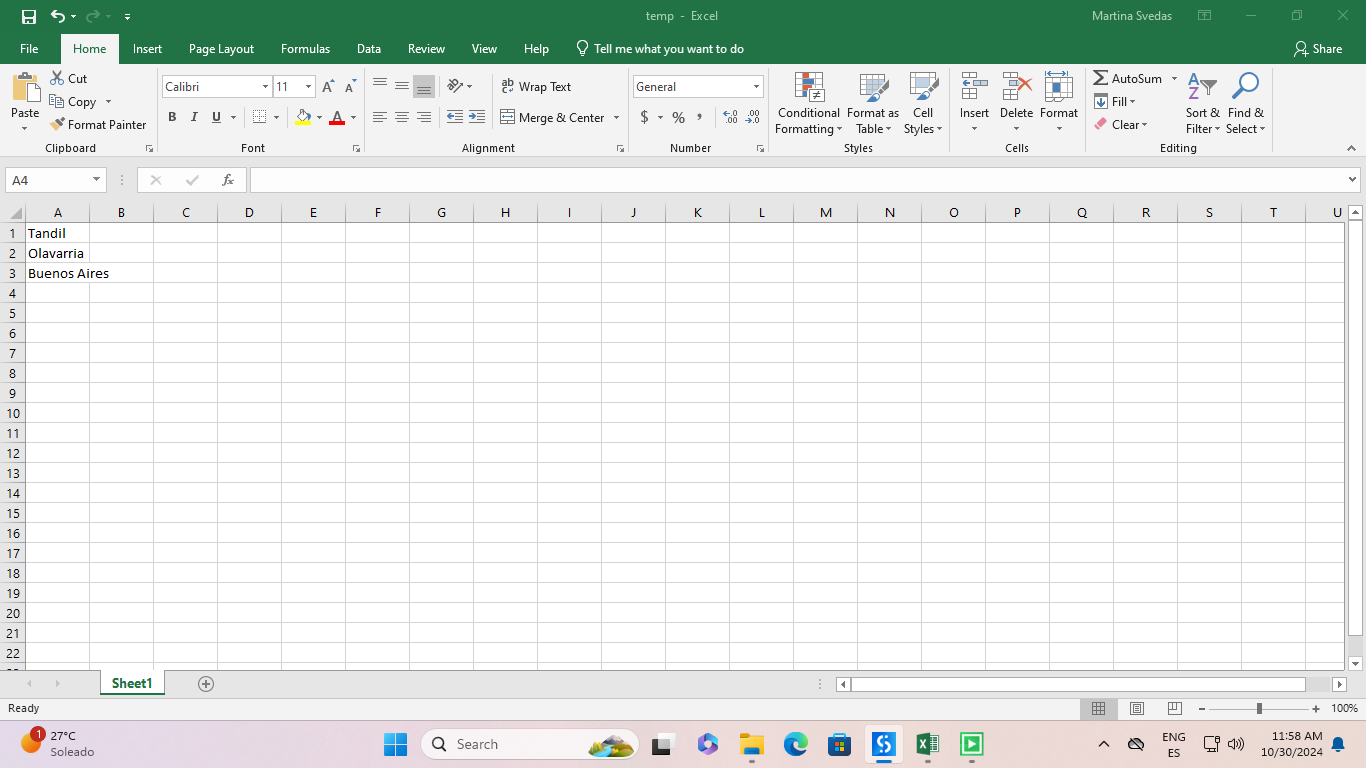 temp - Excel
Martina Svedas
File Home Insert Page Layout Formulas Data Review View Help Tell me what you want to do Share
Paste
Cut
Copy
Format Painter
Clipboard
Calibri 11
B I U
Font
Wrap Text
Merge & Center
Alignment
General
$ % ,
Number
Conditional Formatting
Format as Table
Cell Styles
Styles
Insert
Delete
Format
Cells
AutoSum
Fill
Clear
Sort & Filter
Find & Select
Editing
A4
fx
A B C D E F G H I J K L M N O P Q R S T U
1 Tandil
2 Olavarria
3 Buenos Aires
4
5
6
7
8
9
10
11
12
13
14
15
16
17
18
19
20
21
22
Sheet1
Ready
100%
1
27°C
Soleado
Search
ENG
ES
11:58 AM
10/30/2024